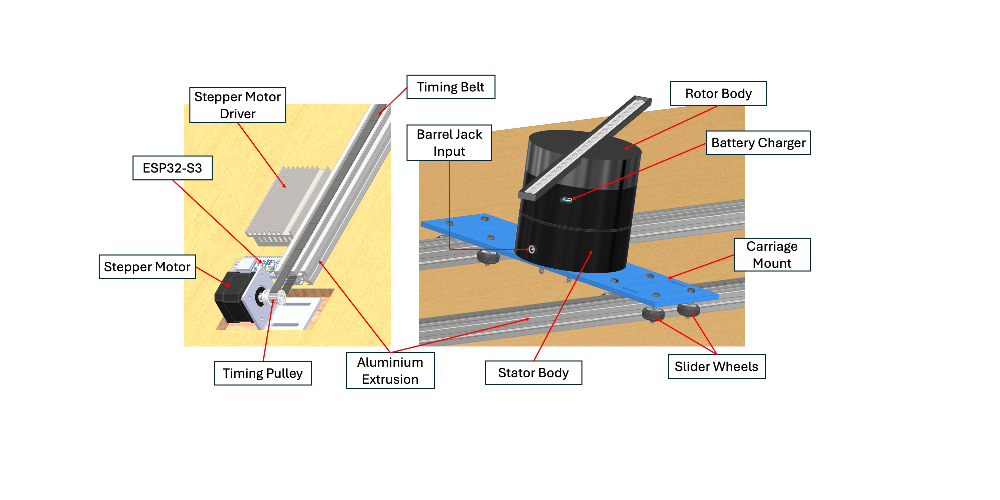 Timing Belt
Rotor Body
Stepper Motor
Driver
Barrel Jack
Input
Battery Charger
ESP32-S3
Carriage
Mount
Stepper Motor
Aluminium
Extrusion
Timing Pulley
Stator Body
Slider Wheels